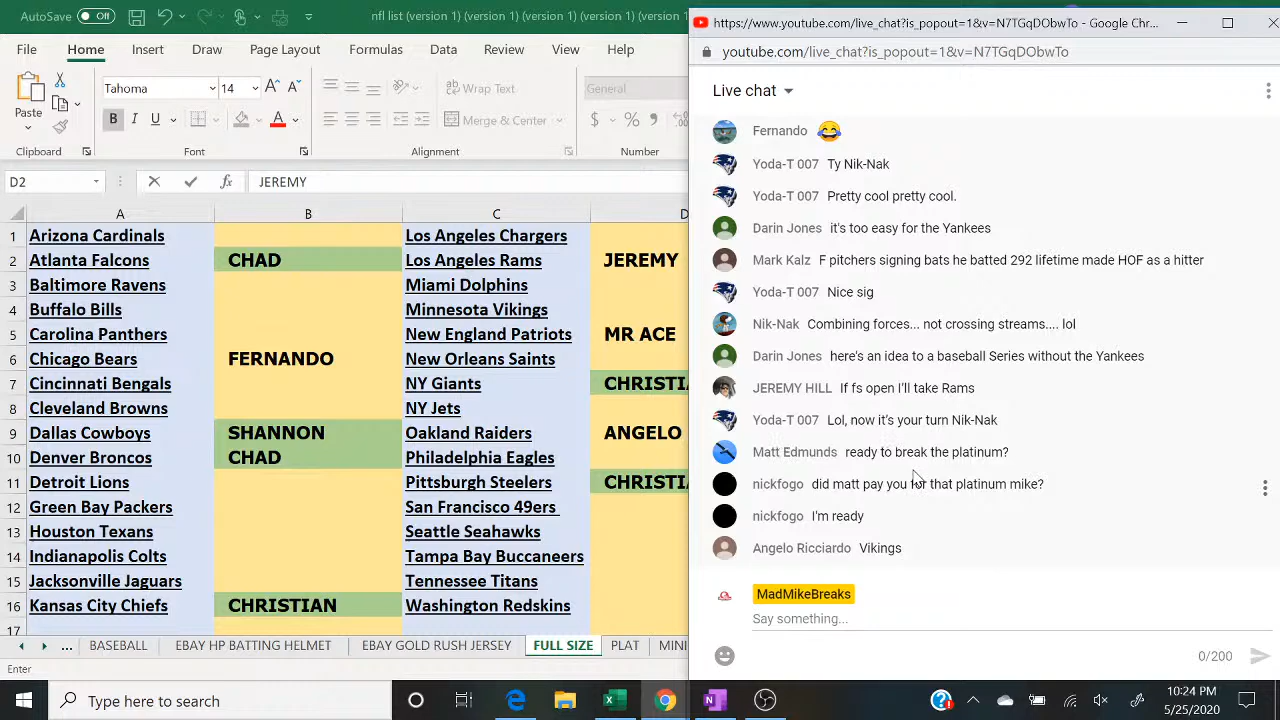 AutoSave Off nfl list (version 1) (version 1) (version 1) (version 1) (version 1)
File Home Insert Draw Page Layout Formulas Data Review View Help
Tahoma 14 Wrap Text General
Paste B I U A Merge & Center $ %
Clipboard Font Alignment Number
D2 fx JEREMY
A B C D
1 Arizona Cardinals Los Angeles Chargers
2 Atlanta Falcons CHAD Los Angeles Rams JEREMY
3 Baltimore Ravens Miami Dolphins
4 Buffalo Bills Minnesota Vikings
5 Carolina Panthers New England Patriots MR ACE
6 Chicago Bears FERNANDO New Orleans Saints
7 Cincinnati Bengals NY Giants CHRISTIA
8 Cleveland Browns NY Jets
9 Dallas Cowboys SHANNON Oakland Raiders ANGELO
10 Denver Broncos CHAD Philadelphia Eagles
11 Detroit Lions Pittsburgh Steelers CHRISTIA
12 Green Bay Packers San Francisco 49ers
13 Houston Texans Seattle Seahawks
14 Indianapolis Colts Tampa Bay Buccaneers
15 Jacksonville Jaguars Tennessee Titans
16 Kansas City Chiefs CHRISTIAN Washington Redskins
17
... BASEBALL EBAY HP BATTING HELMET EBAY GOLD RUSH JERSEY FULL SIZE PLAT MINI
Enter
https://www.youtube.com/live_chat?is_popout=1&v=N7TGqDObwTo - Google Chr...
youtube.com/live_chat?is_popout=1&v=N7TGqDObwTo
Live chat
Fernando 😂
Yoda-T 007 Ty Nik-Nak
Yoda-T 007 Pretty cool pretty cool.
Darin Jones it's too easy for the Yankees
Mark Kalz F pitchers signing bats he batted 292 lifetime made HOF as a hitter
Yoda-T 007 Nice sig
Nik-Nak Combining forces... not crossing streams.... lol
Darin Jones here's an idea to a baseball Series without the Yankees
JEREMY HILL If fs open I'll take Rams
Yoda-T 007 Lol, now it's your turn Nik-Nak
Matt Edmunds ready to break the platinum?
nickfogo did matt pay you for that platinum mike?
nickfogo I'm ready
Angelo Ricciardo Vikings
MadMikeBreaks
Say something...
0/200
Type here to search
10:24 PM
5/25/2020